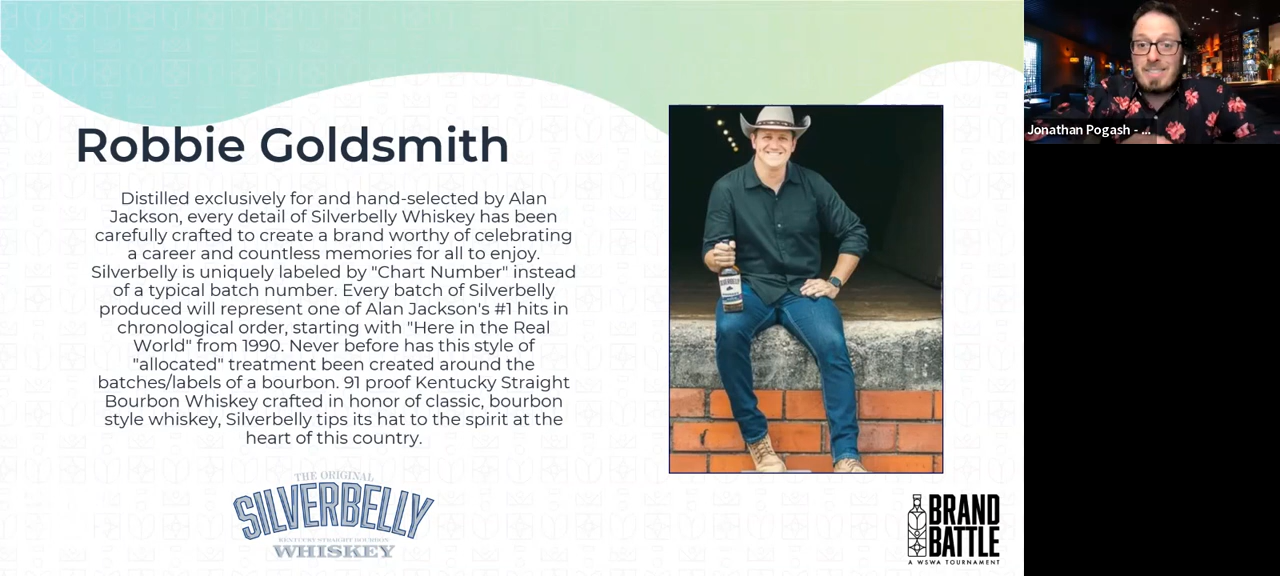 Robbie Goldsmith
Distilled exclusively for and hand-selected by Alan
Jackson, every detail of Silverbelly Whiskey has been
carefully crafted to create a brand worthy of celebrating
a career and countless memories for all to enjoy.
Silverbelly is uniquely labeled by "Chart Number" instead
of a typical batch number. Every batch of Silverbelly
produced will represent one of Alan Jackson's #1 hits in
chronological order, starting with "Here in the Real
World" from 1990. Never before has this style of
"allocated" treatment been created around the
batches/labels of a bourbon. 91 proof Kentucky Straight
Bourbon Whiskey crafted in honor of classic, bourbon
style whiskey, Silverbelly tips its hat to the spirit at the
heart of this country.
THE ORIGINAL
SILVERBELLY
KENTUCKY STRAIGHT BOURBON
WHISKEY
SILVERBELLY
BRAND
BATTLE
A WSWA TOURNAMENT
Jonathan Pogash - ...